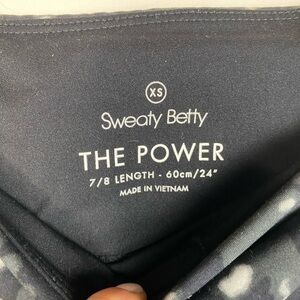 XS
Sweaty Betty
THE POWER
7/8 LENGTH - 60cm/24"
MADE IN VIETNAM